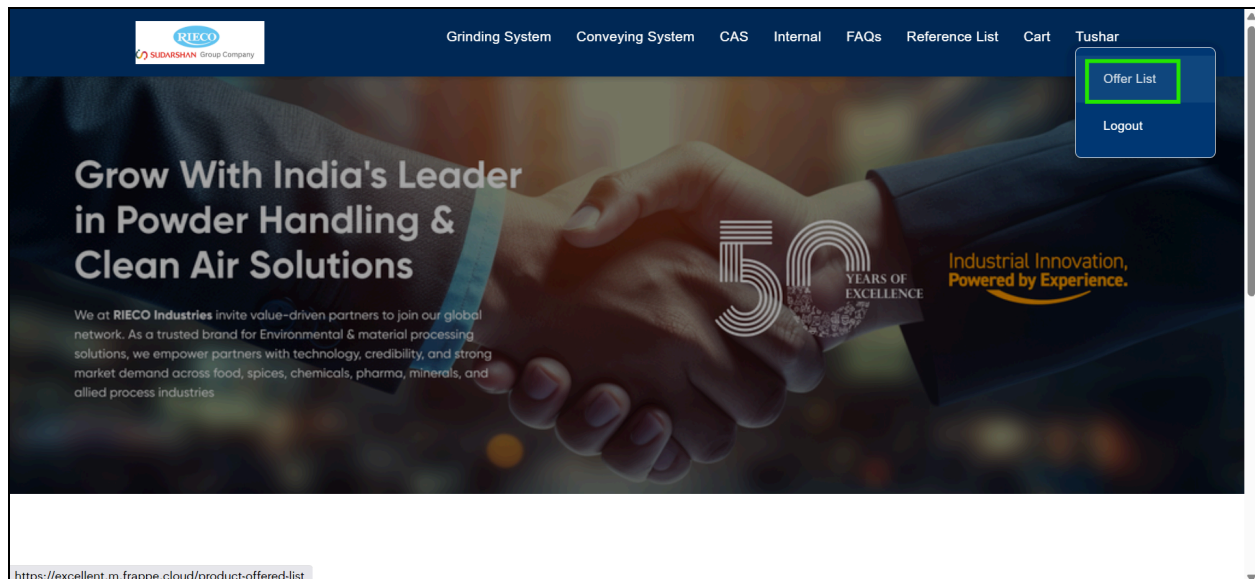 RIECO
SUDARSHAN Group Company
Grinding System Conveying System CAS Internal FAQs Reference List Cart Tushar
Offer List
Logout
Grow With India's Leader
in Powder Handling &
Clean Air Solutions
50
YEARS OF
EXCELLENCE
Industrial Innovation,
Powered by Experience.
We at RIECO Industries invite value-driven partners to join our global
network. As a trusted brand for Environmental & material processing
solutions, we empower partners with technology, credibility, and strong
market demand across food, spices, chemicals, pharma, minerals, and
allied process industries
https://excellent.m.frappe.cloud/product-offered-list